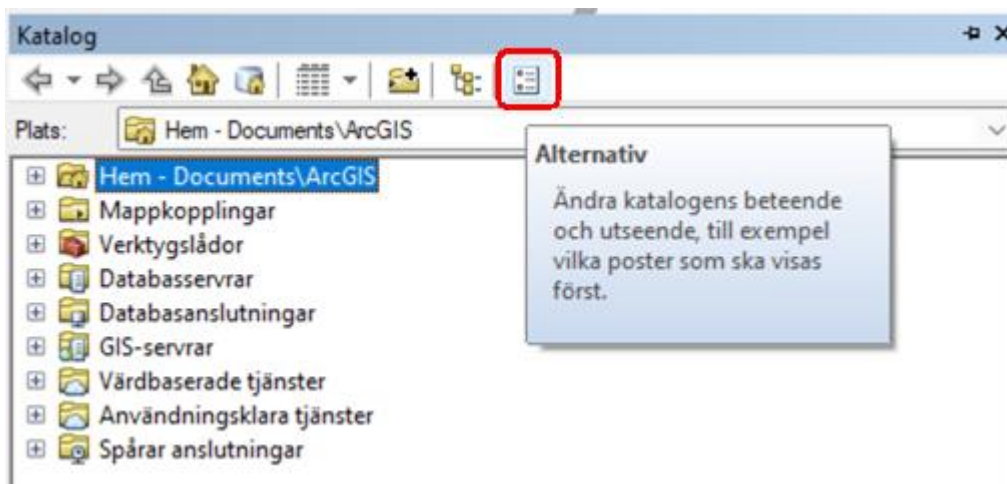 Katalog
Plats:
Hem - Documents\ArcGIS
Alternativ
Ändra katalogens beteende
och utseende, till exempel
vilka poster som ska visas
först.
Hem - Documents\ArcGIS
Mappkopplingar
Verktygslådor
Databasservrar
Databasanslutningar
GIS-servrar
Värdbaserade tjänster
Användningsklara tjänster
Spårar anslutningar